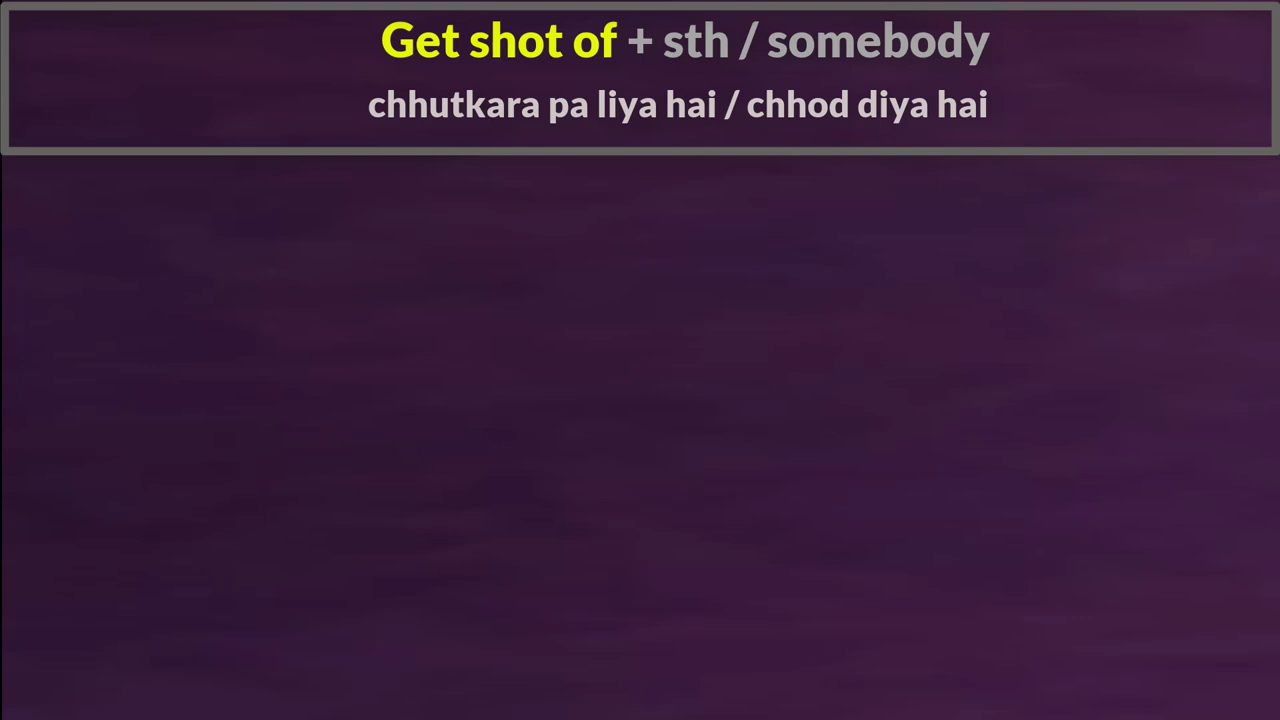 Get shot of + sth / somebody
chhutkara pa liya hai / chhod diya hai